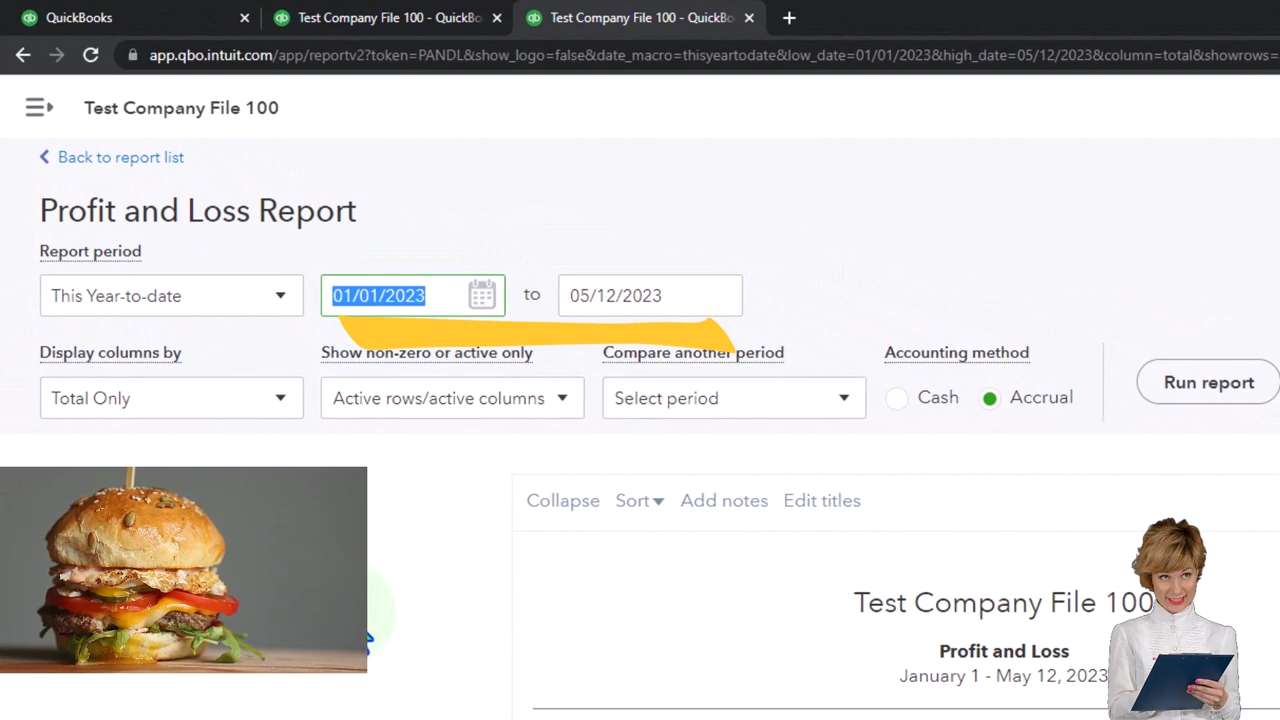 QuickBooks
Test Company File 100 - QuickBo
Test Company File 100 - QuickBo
app.qbo.intuit.com/app/reportv2?token=PANDL&show_logo=false&date_macro=thisyeartodate&low_date=01/01/2023&high_date=05/12/2023&column=total&showrows=
Test Company File 100
Back to report list
Profit and Loss Report
Report period
This Year-to-date 01/01/2023 to 05/12/2023
Display columns by Show non-zero or active only Compare another period Accounting method
Total Only Active rows/active columns Select period Cash Accrual Run report
Collapse Sort Add notes Edit titles
Test Company File 100
Profit and Loss
January 1 - May 12, 2023